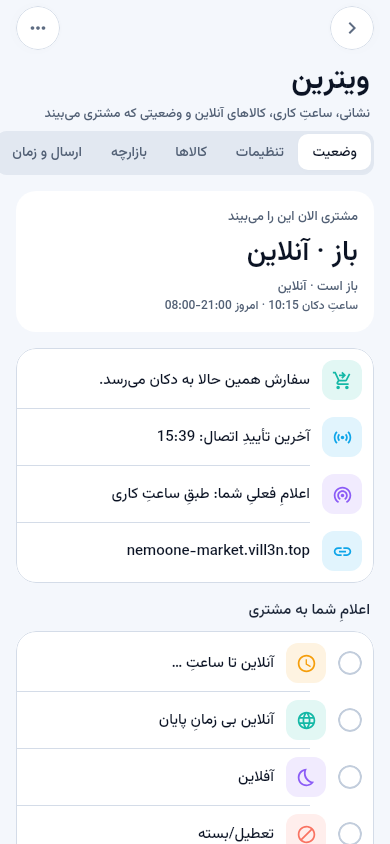 ویترین
نشانی، ساعتِ کاری، کالاهای آنلاین و وضعیتی که مشتری می‌بیند
وضعیت
تنظیمات
کالاها
بازارچه
ارسال و زمان
مشتری الان این را می‌بیند
باز · آنلاین
باز است · آنلاین
ساعتِ دکان 10:15 · امروز 21:00-08:00
سفارش همین حالا به دکان می‌رسد.
آخرین تأییدِ اتصال: 15:39
اعلامِ فعلیِ شما: طبقِ ساعتِ کاری
nemoone-market.vill3n.top
اعلامِ شما به مشتری
آنلاین تا ساعتِ ...
آنلاین بی زمانِ پایان
آفلاین
تعطیل/بسته